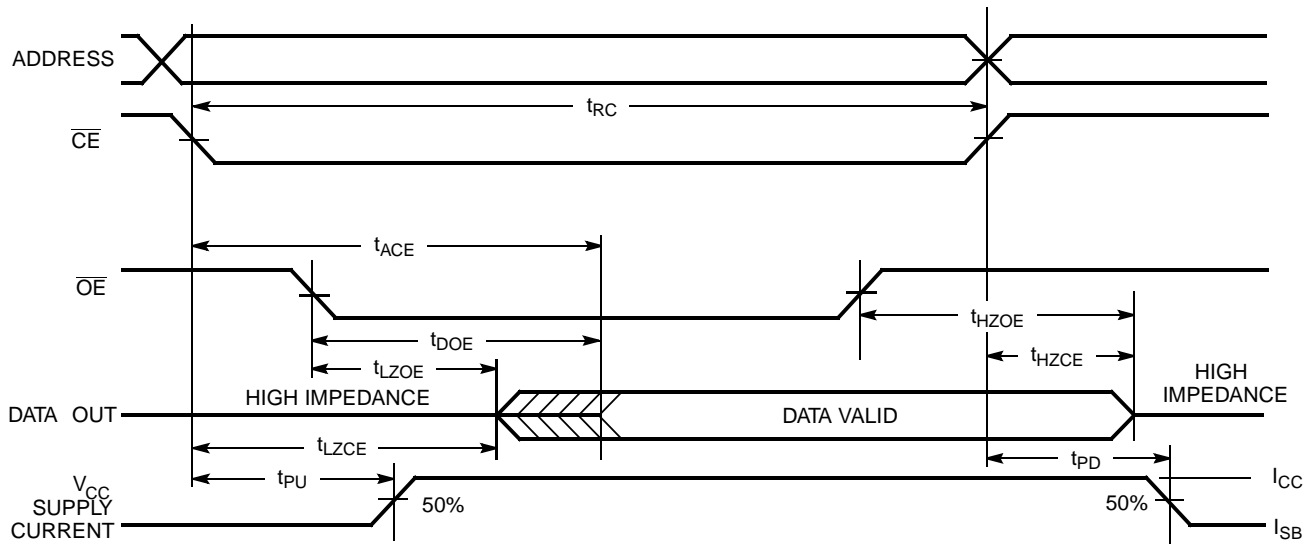 ADDRESS
tRC
CE
tACE
OE
tHZOE
tDOE
tHZCE
tLZOE
HIGH IMPEDANCE
HIGH
IMPEDANCE
DATA OUT
DATA VALID
tLZCE
tPD
tPU
VCC
SUPPLY
CURRENT
50%
50%
ICC
ISB